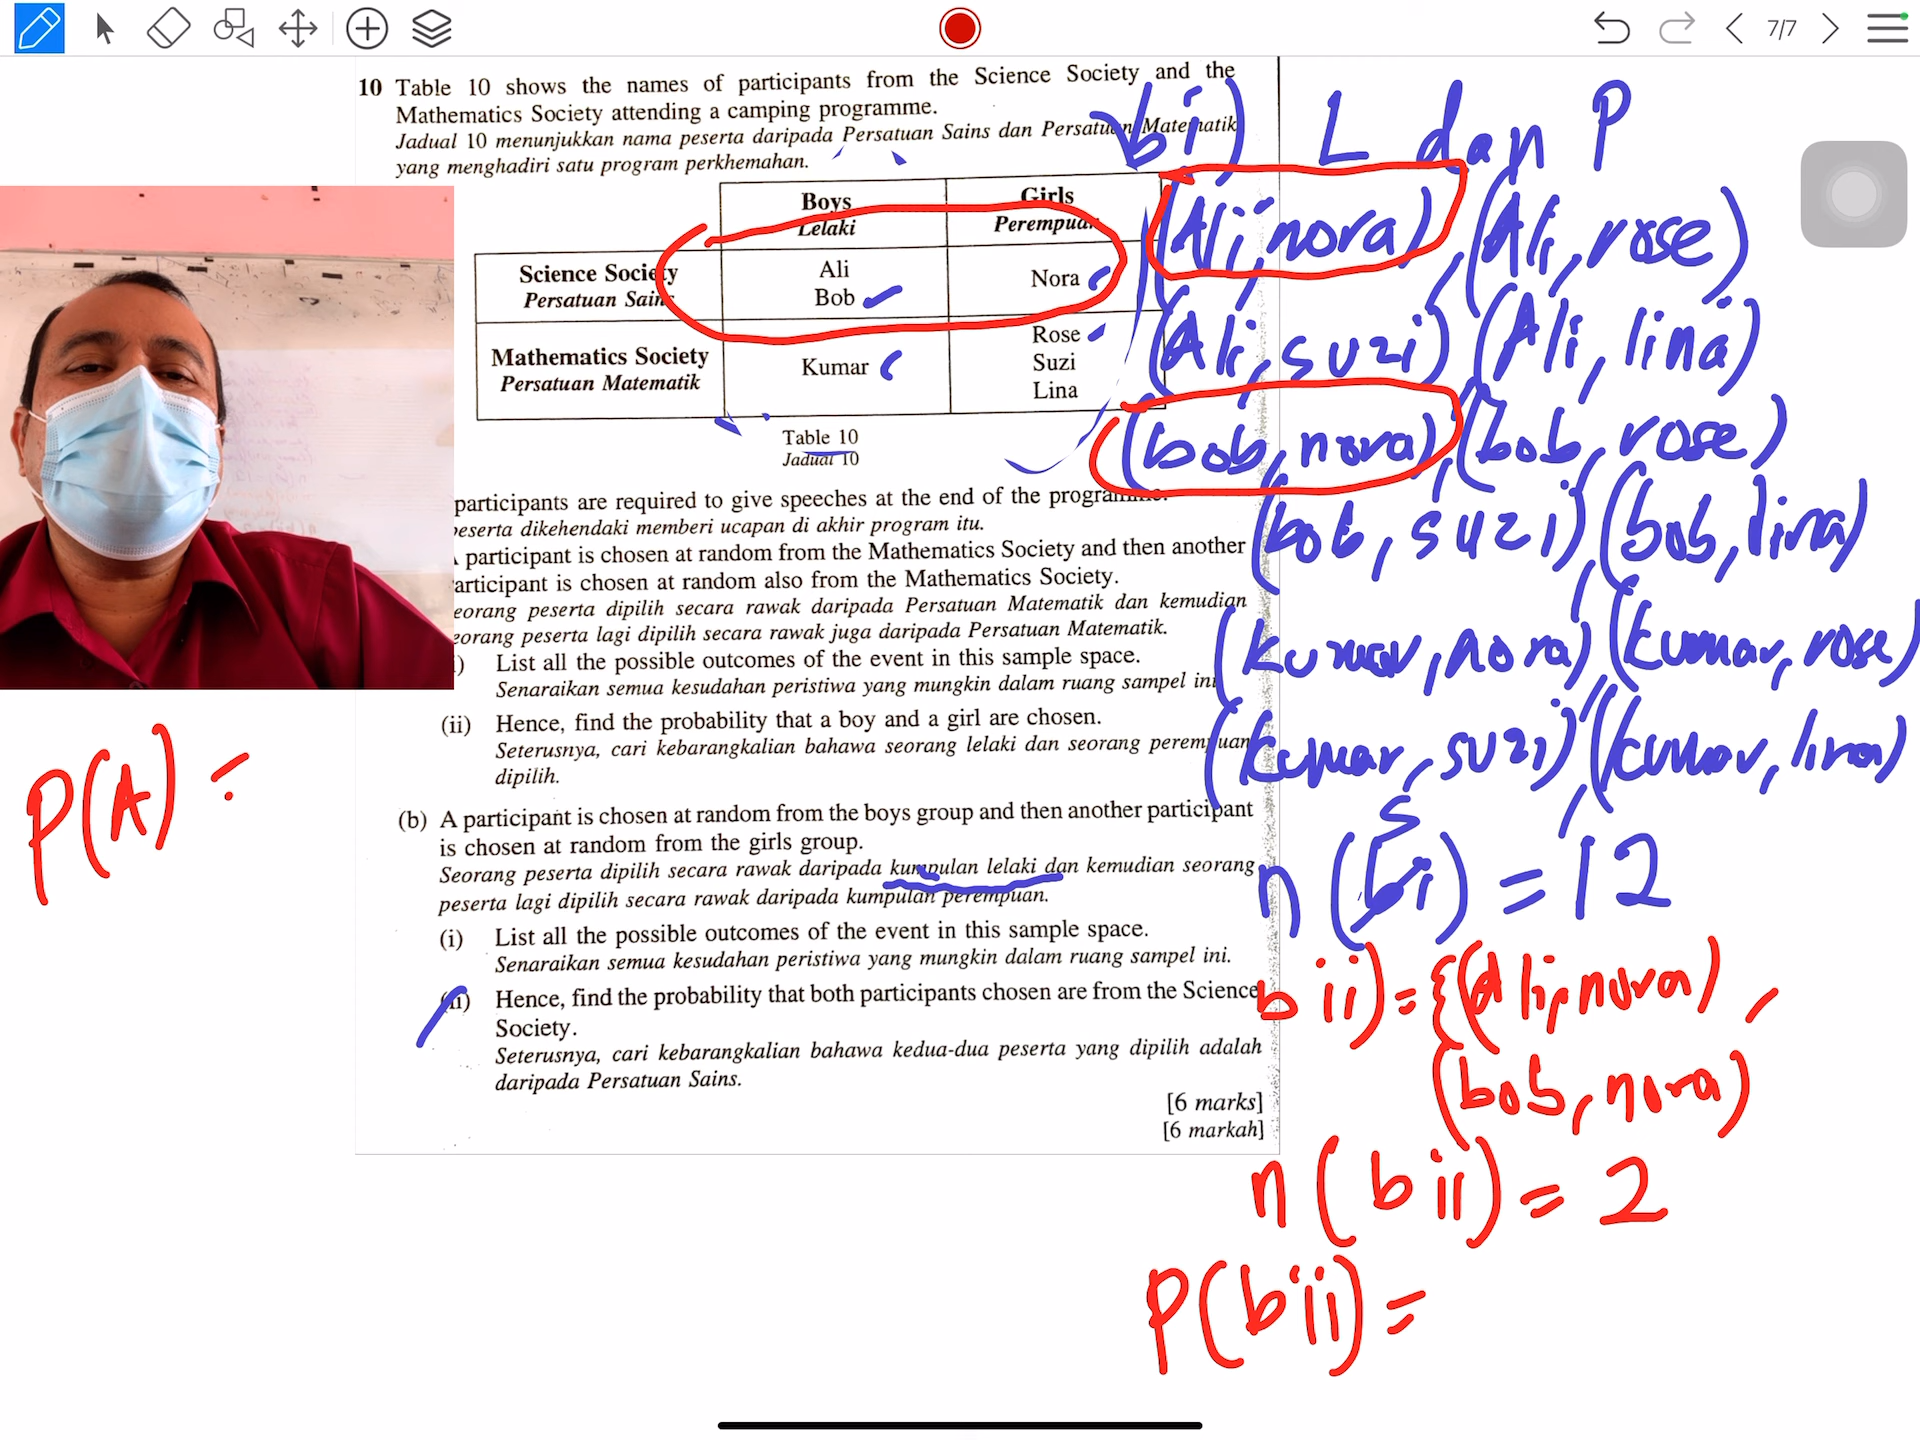 7/7
10 Table 10 shows the names of participants from the Science Society and the
Mathematics Society attending a camping programme.
Jadual 10 menunjukkan nama peserta daripada Persatuan Sains dan Persatuan Matematik
yang menghadiri satu program perkhemahan.
Boys Girls
Lelaki Perempuan
Science Society Ali Nora
Persatuan Sains Bob
Mathematics Society Kumar Rose
Persatuan Matematik Suzi
Lina
Table 10
Jadual 10
participants are required to give speeches at the end of the programme.
peserta dikehendaki memberi ucapan di akhir program itu.
participant is chosen at random from the Mathematics Society and then another
articipant is chosen at random also from the Mathematics Society.
eorang peserta dipilih secara rawak daripada Persatuan Matematik dan kemudian
eorang peserta lagi dipilih secara rawak juga daripada Persatuan Matematik.
) List all the possible outcomes of the event in this sample space.
Senaraikan semua kesudahan peristiwa yang mungkin dalam ruang sampel ini
(ii) Hence, find the probability that a boy and a girl are chosen.
Seterusnya, cari kebarangkalian bahawa seorang lelaki dan seorang perempuan
dipilih.
(b) A participant is chosen at random from the boys group and then another participant
is chosen at random from the girls group.
Seorang peserta dipilih secara rawak daripada kumpulan lelaki dan kemudian seorang
peserta lagi dipilih secara rawak daripada kumpulan perempuan.
(i) List all the possible outcomes of the event in this sample space.
Senaraikan semua kesudahan peristiwa yang mungkin dalam ruang sampel ini.
(ii) Hence, find the probability that both participants chosen are from the Science
Society.
Seterusnya, cari kebarangkalian bahawa kedua-dua peserta yang dipilih adalah
daripada Persatuan Sains.
[6 marks]
[6 markah]
P(A) =
bi) L dan P
(Ali, nora), (Ali, rose)
(Ali, suzi), (Ali, lina)
(bob, nora), (bob, rose)
(bob, suzi), (bob, lina)
(kumar, nora), (kumar, rose)
(kumar, suzi), (kumar, lina)
S
n(bi) = 12
b ii) = {(Ali, nora),
(bob, nora)
n(b ii) = 2
P(b ii) =